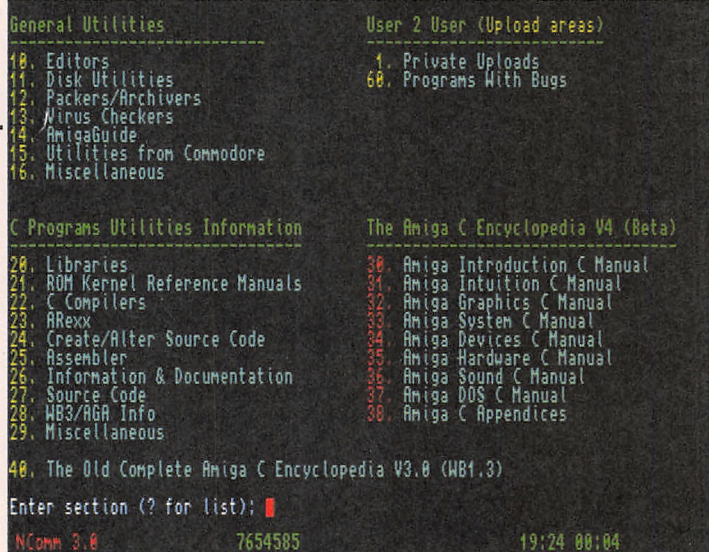 General Utilities
--------------------------
10. Editors
11. Disk Utilities
12. Packers/Archivers
13. Virus Checkers
14. AmigaGuide
15. Utilities from Commodore
16. Miscellaneous
User 2 User (Upload areas)
--------------------------
1. Private Uploads
60. Programs With Bugs
C Programs Utilities Information
--------------------------------
20. Libraries
21. ROM Kernel Reference Manuals
22. C Compilers
23. ARexx
24. Create/Alter Source Code
25. Assembler
26. Information & Documentation
27. Source Code
28. WB3/AGA Info
29. Miscellaneous
The Amiga C Encyclopedia V4 (Beta)
----------------------------------
30. Amiga Introduction C Manual
31. Amiga Intuition C Manual
32. Amiga Graphics C Manual
33. Amiga System C Manual
34. Amiga Devices C Manual
35. Amiga Hardware C Manual
36. Amiga Sound C Manual
37. Amiga DOS C Manual
38. Amiga C Appendices
40. The Old Complete Amiga C Encyclopedia V3.0 (WB1.3)
Enter section (? for list):
NComm 3.0 7654585 19:24 00:04